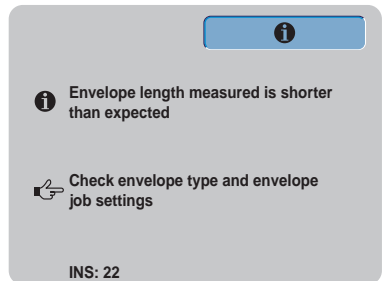 Envelope length measured is shorter
than expected
Check envelope type and envelope
job settings
INS: 22